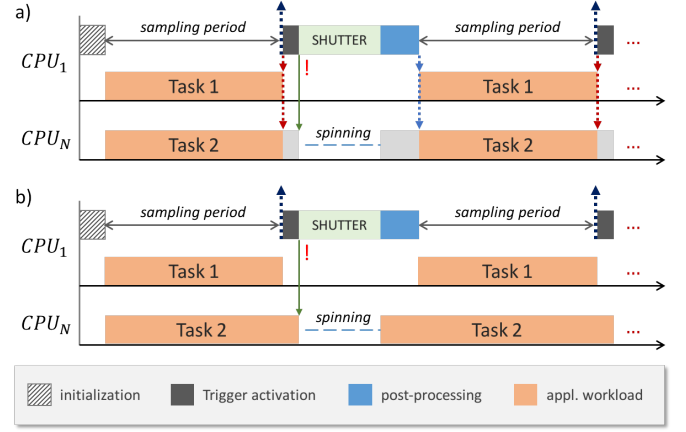 a)
sampling period
SHUTTER
sampling period
...
CPU1
!
Task 1
Task 1
...
CPUN
spinning
Task 2
Task 2
...
b)
sampling period
SHUTTER
sampling period
...
CPU1
!
Task 1
Task 1
...
CPUN
spinning
Task 2
Task 2
...
initialization
Trigger activation
post-processing
appl. workload